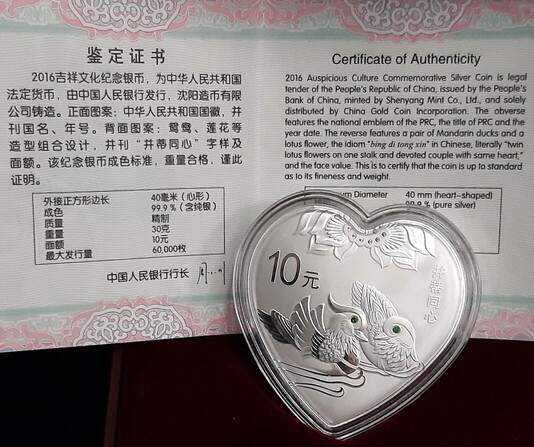 鉴定证书
2016吉祥文化纪念银币，为中华人民共和国
法定货币，由中国人民银行发行，沈阳造币有限
公司铸造。正面图案：中华人民共和国国徽，并
刊国名、年号。背面图案：鸳鸯、莲花等
造型组合设计，并刊“并蒂同心”字样及
面额。该纪念银币成色标准，重量合格，谨此
证明。
外接正方形边长 40毫米（心形）
成色 99.9％（含纯银）
质量 精制
重量 30克
面额 10元
最大发行量 60,000枚
中国人民银行行长
Certificate of Authenticity
2016 Auspicious Culture Commemorative Silver Coin is legal
tender of the People's Republic of China, issued by the People's
Bank of China, minted by Shenyang Mint Co., Ltd., and solely
distributed by China Gold Coin Incorporation. The obverse
features the national emblem of the PRC, the title of PRC and the
year date. The reverse features a pair of Mandarin ducks and a
lotus flower, the idiom "bing di tong xin" in Chinese, literally "twin
lotus flowers on one stalk and devoted couple with same heart,"
and the face value. This is to certify that the coin is up to standard
as to its fineness and weight.
Diameter 40 mm (heart-shaped)
99.9 % (pure silver)
10元
并蒂同心